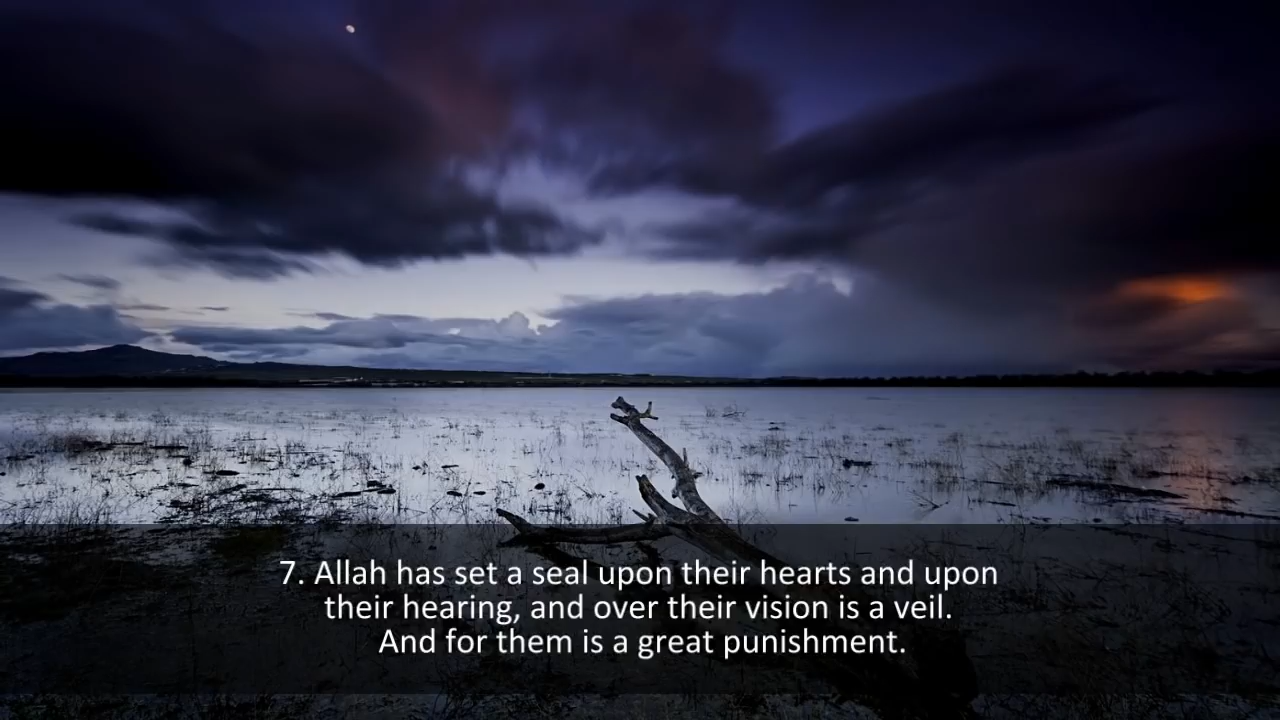 7. Allah has set a seal upon their hearts and upon
their hearing, and over their vision is a veil.
And for them is a great punishment.